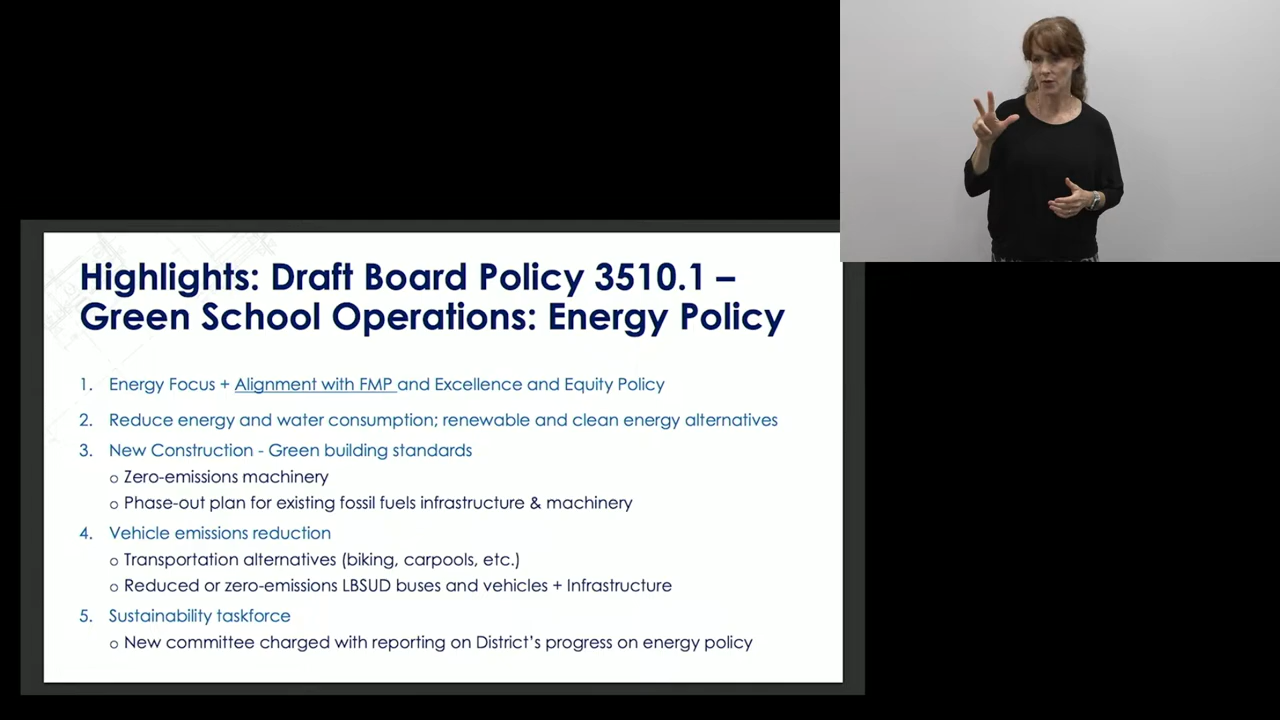 Highlights: Draft Board Policy 3510.1 –
Green School Operations: Energy Policy
1. Energy Focus + Alignment with FMP and Excellence and Equity Policy
2. Reduce energy and water consumption; renewable and clean energy alternatives
3. New Construction - Green building standards
o Zero-emissions machinery
o Phase-out plan for existing fossil fuels infrastructure & machinery
4. Vehicle emissions reduction
o Transportation alternatives (biking, carpools, etc.)
o Reduced or zero-emissions LBSUD buses and vehicles + Infrastructure
5. Sustainability taskforce
o New committee charged with reporting on District's progress on energy policy